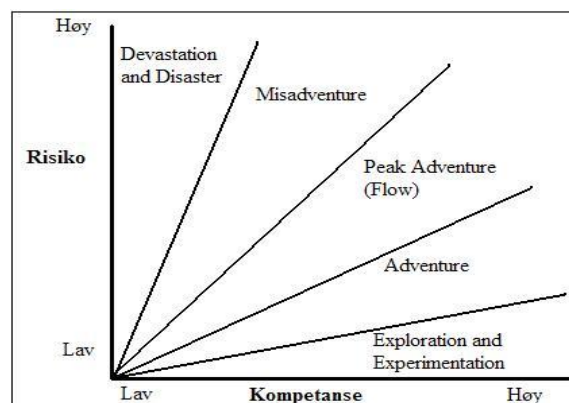 Høy
Devastation
and Disaster
Misadventure
Risiko
Peak Adventure
(Flow)
Adventure
Lav
Exploration and
Experimentation
Lav
Kompetanse
Høy